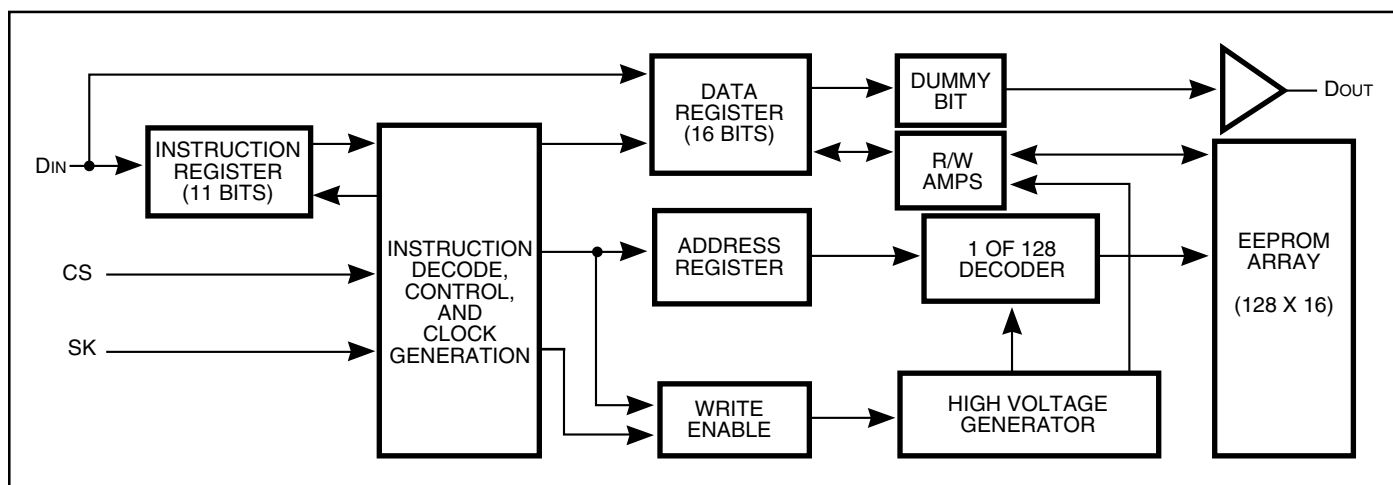 DATA
REGISTER
(16 BITS)
DUMMY
BIT
DOUT
INSTRUCTION
REGISTER
(11 BITS)
DIN
R/W
AMPS
INSTRUCTION
DECODE,
CONTROL,
AND
CLOCK
GENERATION
ADDRESS
REGISTER
1 OF 128
DECODER
EEPROM
ARRAY
(128 X 16)
CS
SK
WRITE
ENABLE
HIGH VOLTAGE
GENERATOR